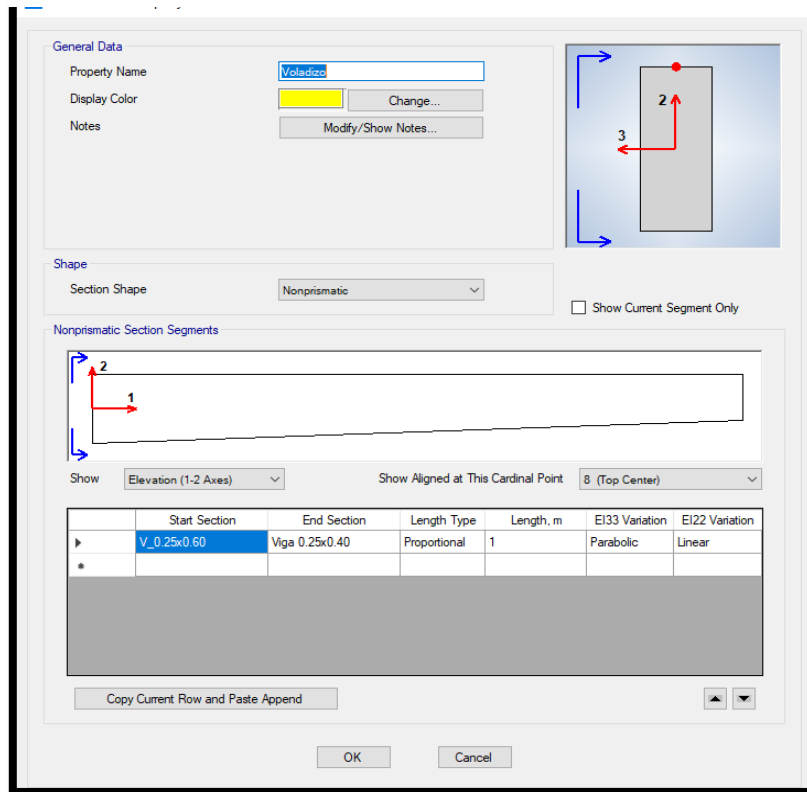 General Data
Property Name Voladizo
Display Color Change...
Notes Modify/Show Notes...
2
3
Shape
Section Shape Nonprismatic
Show Current Segment Only
Nonprismatic Section Segments
2
1
Show Elevation (1-2 Axes) Show Aligned at This Cardinal Point 8 (Top Center)
Start Section End Section Length Type Length, m EI33 Variation EI22 Variation
V_0.25x0.60 Viga 0.25x0.40 Proportional 1 Parabolic Linear
*
Copy Current Row and Paste Append
OK Cancel